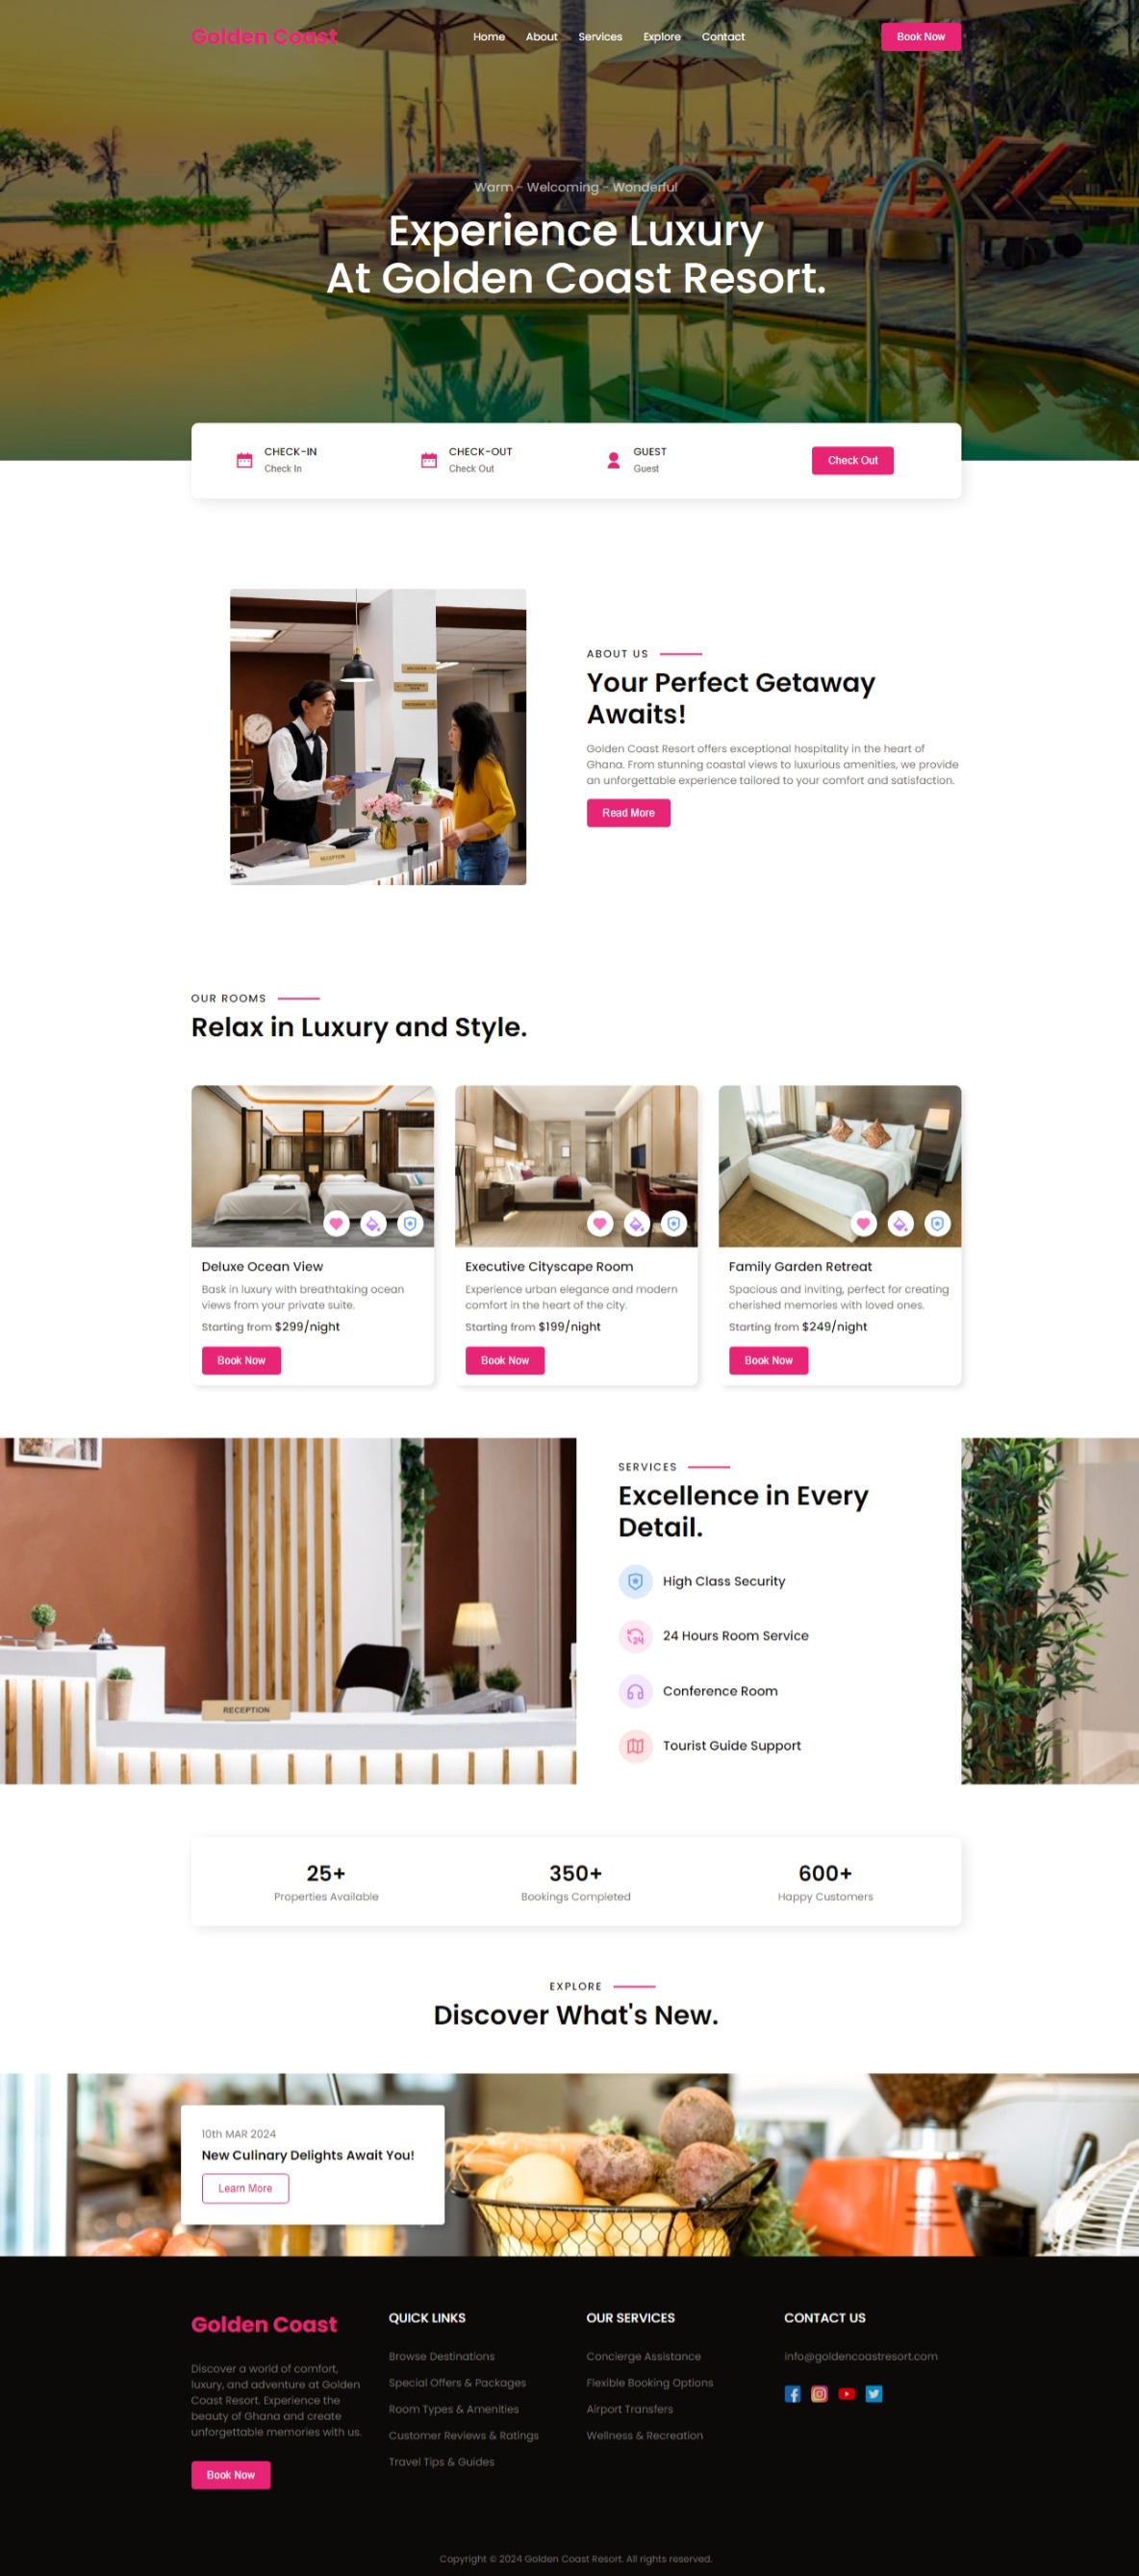 Golden Coast
Home About Services Explore Contact
Book Now
Warm - Welcoming - Wonderful
Experience Luxury
At Golden Coast Resort.
CHECK-IN
Check In
CHECK-OUT
Check Out
GUEST
Guest
Check Out
RECEPTION
ABOUT US
Your Perfect Getaway
Awaits!
Golden Coast Resort offers exceptional hospitality in the heart of
Ghana. From stunning coastal views to luxurious amenities, we provide
an unforgettable experience tailored to your comfort and satisfaction.
Read More
OUR ROOMS
Relax in Luxury and Style.
Deluxe Ocean View
Bask in luxury with breathtaking ocean
views from your private suite.
Starting from $299/night
Book Now
Executive Cityscape Room
Experience urban elegance and modern
comfort in the heart of the city.
Starting from $199/night
Book Now
Family Garden Retreat
Spacious and inviting, perfect for creating
cherished memories with loved ones.
Starting from $249/night
Book Now
RECEPTION
SERVICES
Excellence in Every
Detail.
High Class Security
24
24 Hours Room Service
Conference Room
Tourist Guide Support
25+
Properties Available
350+
Bookings Completed
600+
Happy Customers
EXPLORE
Discover What's New.
10th MAR 2024
New Culinary Delights Await You!
Learn More
Golden Coast
Discover a world of comfort,
luxury, and adventure at Golden
Coast Resort. Experience the
beauty of Ghana and create
unforgettable memories with us.
Book Now
QUICK LINKS
Browse Destinations
Special Offers & Packages
Room Types & Amenities
Customer Reviews & Ratings
Travel Tips & Guides
OUR SERVICES
Concierge Assistance
Flexible Booking Options
Airport Transfers
Wellness & Recreation
CONTACT US
info@goldencoastresort.com
Copyright © 2024 Golden Coast Resort. All rights reserved.